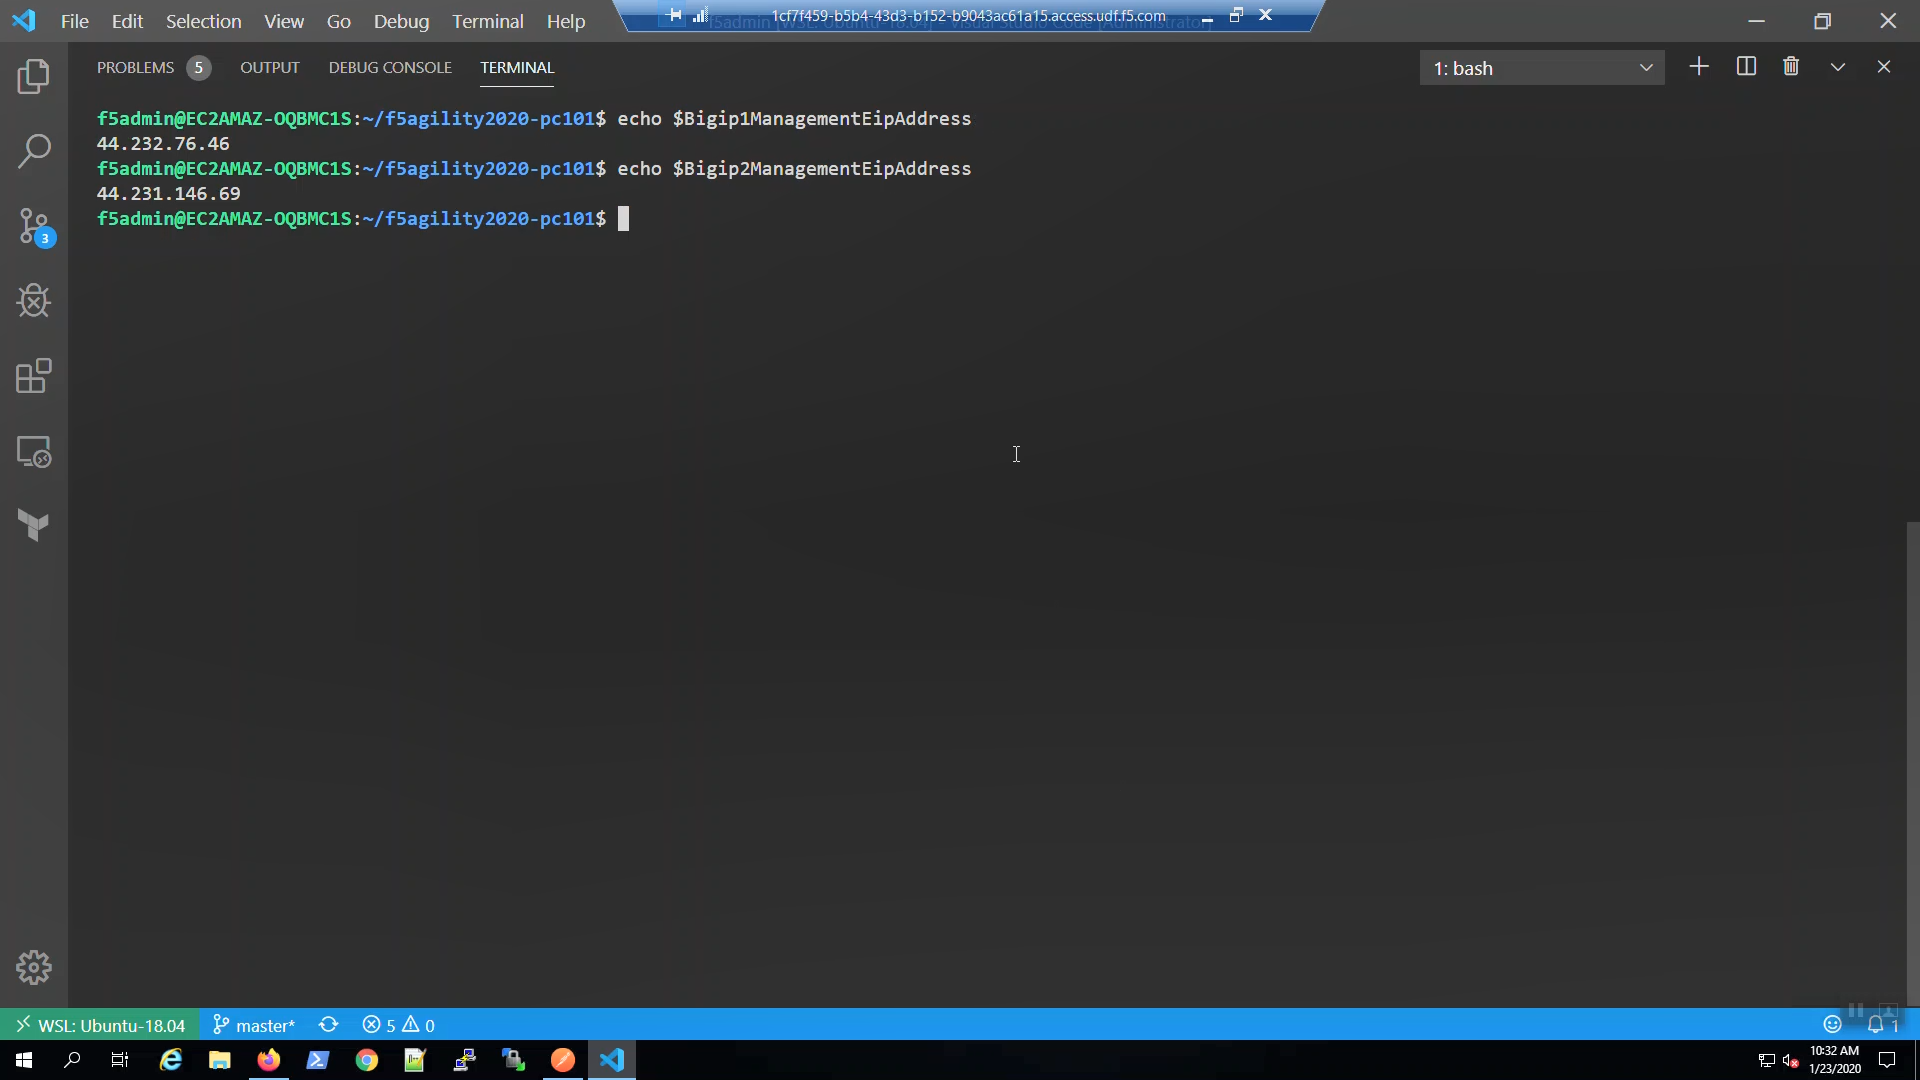 File Edit Selection View Go Debug Terminal Help
1cf7f459-b5b4-43d3-b152-b9043ac61a15.access.udf.f5.com
PROBLEMS 5 OUTPUT DEBUG CONSOLE TERMINAL
1: bash
f5admin@EC2AMAZ-OQBMC1S:~/f5agility2020-pc101$ echo $Bigip1ManagementEipAddress
44.232.76.46
f5admin@EC2AMAZ-OQBMC1S:~/f5agility2020-pc101$ echo $Bigip2ManagementEipAddress
44.231.146.69
f5admin@EC2AMAZ-OQBMC1S:~/f5agility2020-pc101$
3
WSL: Ubuntu-18.04 master* 5 0
1
10:32 AM
1/23/2020